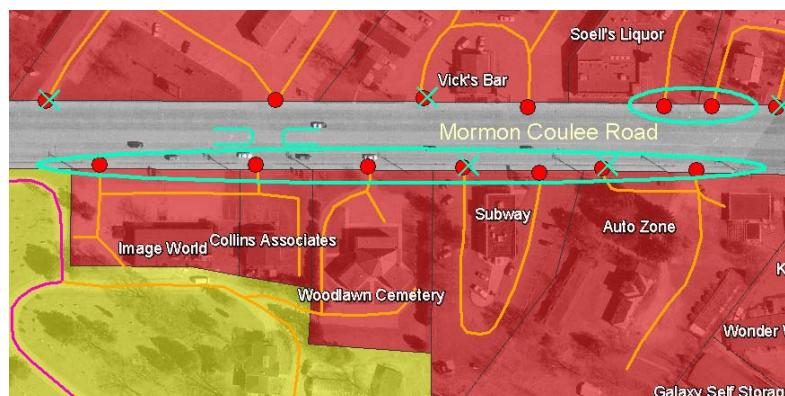 Soell's Liquor
Vick's Bar
Mormon Coulee Road
Subway
Image World
Collins Associates
Auto Zone
Woodlawn Cemetery
K
Wonder W
Galaxy Self Storag